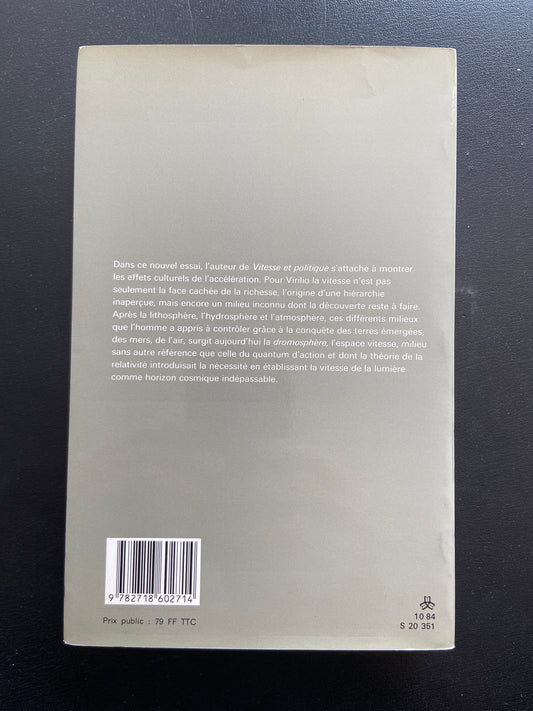 Dans ce nouvel essai, l'auteur de Vitesse et politique s'attache à montrer
les effets culturels de l'accélération. Pour Virilio la vitesse n'est pas
seulement la face cachée de la richesse, l'origine d'une hiérarchie
inaperçue, mais encore un milieu inconnu dont la découverte reste à faire.
Après la lithosphère, l'hydrosphère et l'atmosphère, ces différents milieux
que l'homme a appris à contrôler grâce à la conquête des terres émergées,
des mers, de l'air, surgit aujourd'hui la dromosphère, l'espace vitesse, milieu
sans autre référence que celle du quantum d'action et dont la théorie de la
relativité introduisait la nécessité en établissant la vitesse de la lumière
comme horizon cosmique indépassable.
9 782718 602714
Prix public : 79 FF TTC
10 84
S 20 351